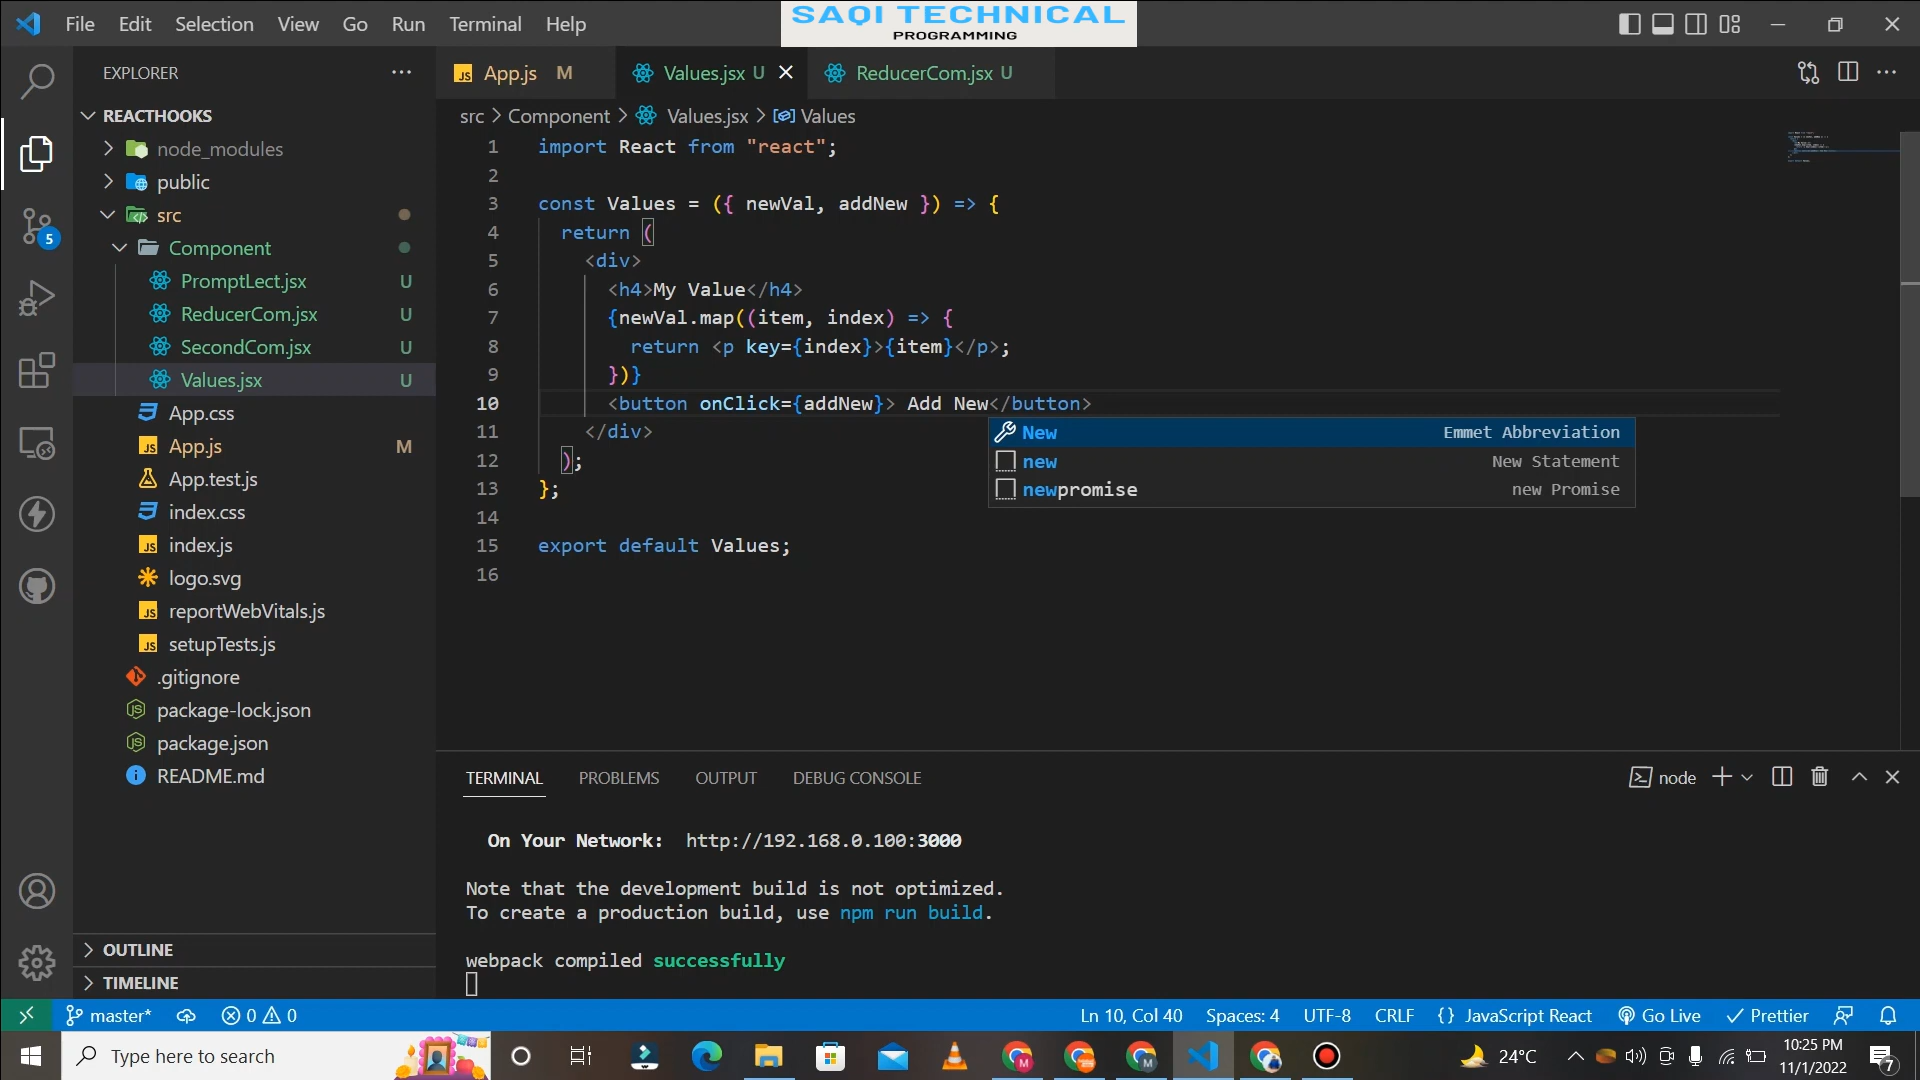 File Edit Selection View Go Run Terminal Help
SAQI TECHNICAL
PROGRAMMING
EXPLORER
REACTHOOKS
node_modules
public
src
Component
PromptLect.jsx U
ReducerCom.jsx U
SecondCom.jsx U
Values.jsx U
App.css
App.js M
App.test.js
index.css
index.js
logo.svg
reportWebVitals.js
setupTests.js
.gitignore
package-lock.json
package.json
README.md
OUTLINE
TIMELINE
5
App.js M Values.jsx U ReducerCom.jsx U
src > Component > Values.jsx > Values
1 import React from "react";
2
3 const Values = ({ newVal, addNew }) => {
4 return (
5 <div>
6 <h4>My Value</h4>
7 {newVal.map((item, index) => {
8 return <p key={index}>{item}</p>;
9 })}
10 <button onClick={addNew}> Add New</button>
11 </div>
12 );
13 };
14
15 export default Values;
16
New Emmet Abbreviation
new New Statement
newpromise new Promise
TERMINAL PROBLEMS OUTPUT DEBUG CONSOLE node
On Your Network: http://192.168.0.100:3000
Note that the development build is not optimized.
To create a production build, use npm run build.
webpack compiled successfully
master* 0 0 Ln 10, Col 40 Spaces: 4 UTF-8 CRLF {} JavaScript React Go Live Prettier
Type here to search 24°C 10:25 PM
11/1/2022
7